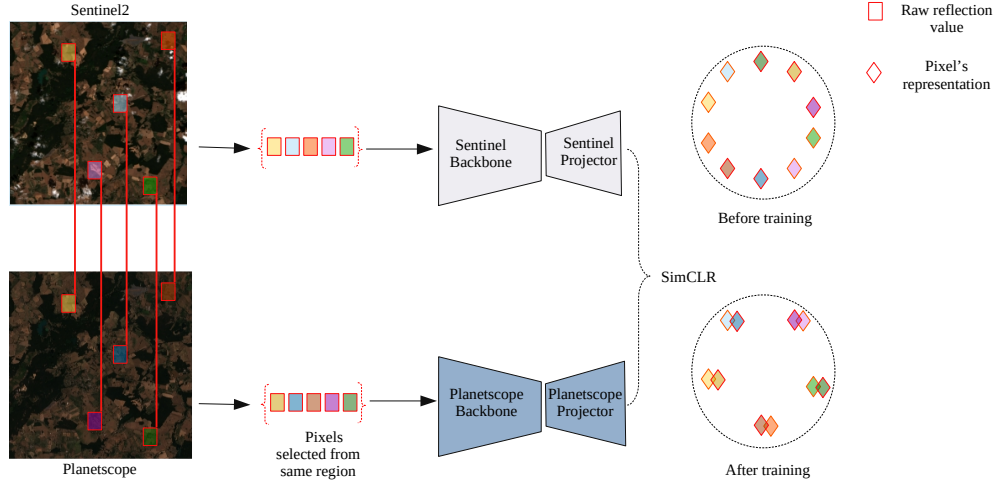 Sentinel2
Raw reflection
value
Pixel's
representation
Sentinel
Backbone
Sentinel
Projector
Before training
SimCLR
Planetscope
Backbone
Planetscope
Projector
Pixels
selected from
same region
Planetscope
After training